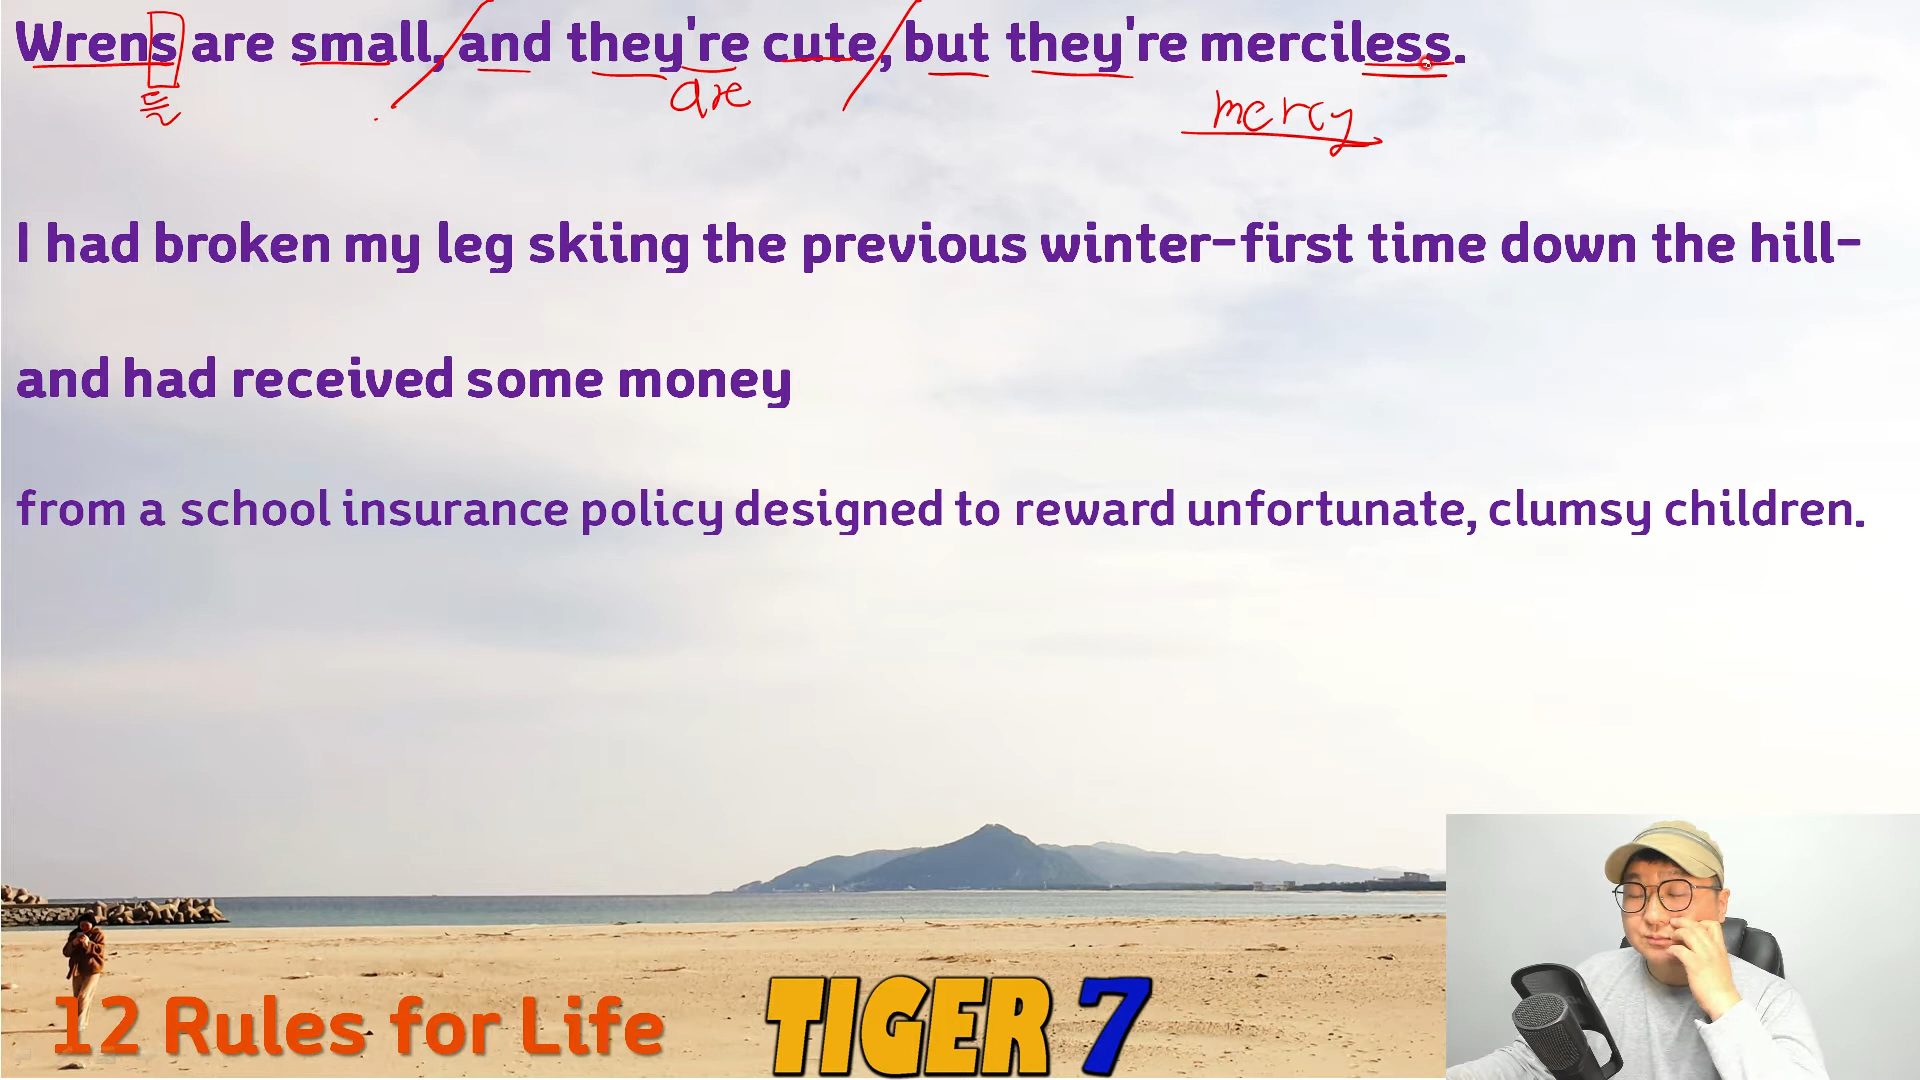 Wrens are small, and they're cute, but they're merciless.
are
mercy
I had broken my leg skiing the previous winter-first time down the hill-
and had received some money
from a school insurance policy designed to reward unfortunate, clumsy children.
12 Rules for Life
TIGER 7